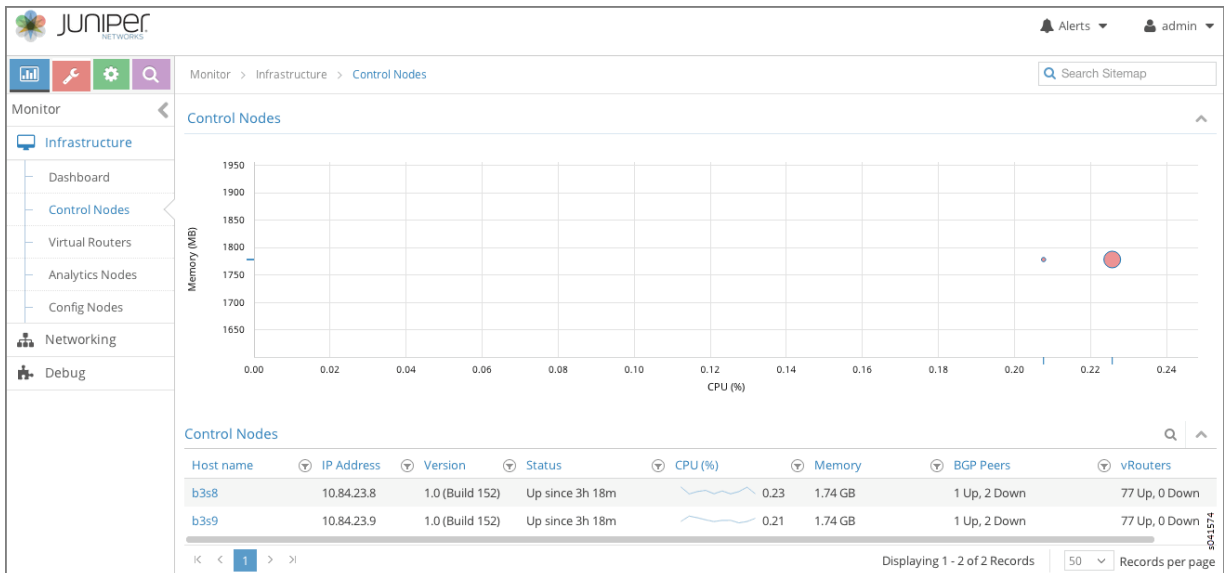 JUNIPER
NETWORKS
Alerts
admin
Monitor > Infrastructure > Control Nodes
Search Sitemap
Monitor
Infrastructure
Dashboard
Control Nodes
Virtual Routers
Analytics Nodes
Config Nodes
Networking
Debug
Control Nodes
Memory (MB)
1950
1900
1850
1800
1750
1700
1650
0.00 0.02 0.04 0.06 0.08 0.10 0.12 0.14 0.16 0.18 0.20 0.22 0.24
CPU (%)
Control Nodes
Host name IP Address Version Status CPU (%) Memory BGP Peers vRouters
b3s8 10.84.23.8 1.0 (Build 152) Up since 3h 18m 0.23 1.74 GB 1 Up, 2 Down 77 Up, 0 Down
b3s9 10.84.23.9 1.0 (Build 152) Up since 3h 18m 0.21 1.74 GB 1 Up, 2 Down 77 Up, 0 Down
1 Displaying 1 - 2 of 2 Records 50 Records per page
s041574